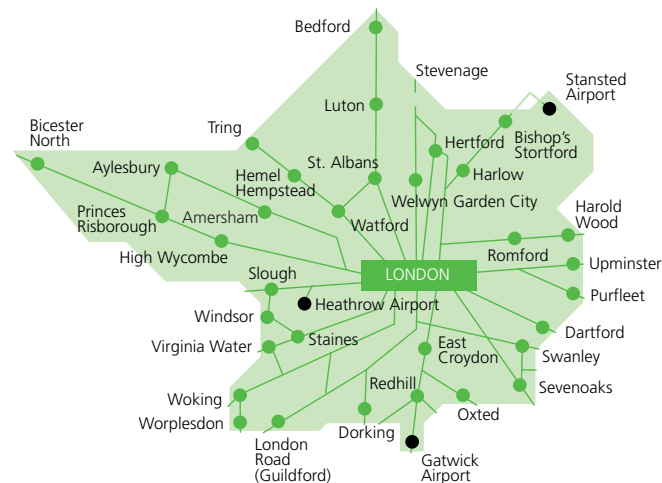 Bedford
Stevenage
Stansted
Airport
Luton
Bicester
North
Tring
Hertford
Bishop's
Stortford
Aylesbury
Hemel
Hempstead
St. Albans
Harlow
Welwyn Garden City
Harold
Wood
Princes
Risborough
Amersham
Watford
High Wycombe
Romford
LONDON
Upminster
Slough
Heathrow Airport
Purfleet
Windsor
Virginia Water
Staines
East
Croydon
Dartford
Swanley
Woking
Redhill
Sevenoaks
Worplesdon
London
Road
(Guildford)
Dorking
Oxted
Gatwick
Airport